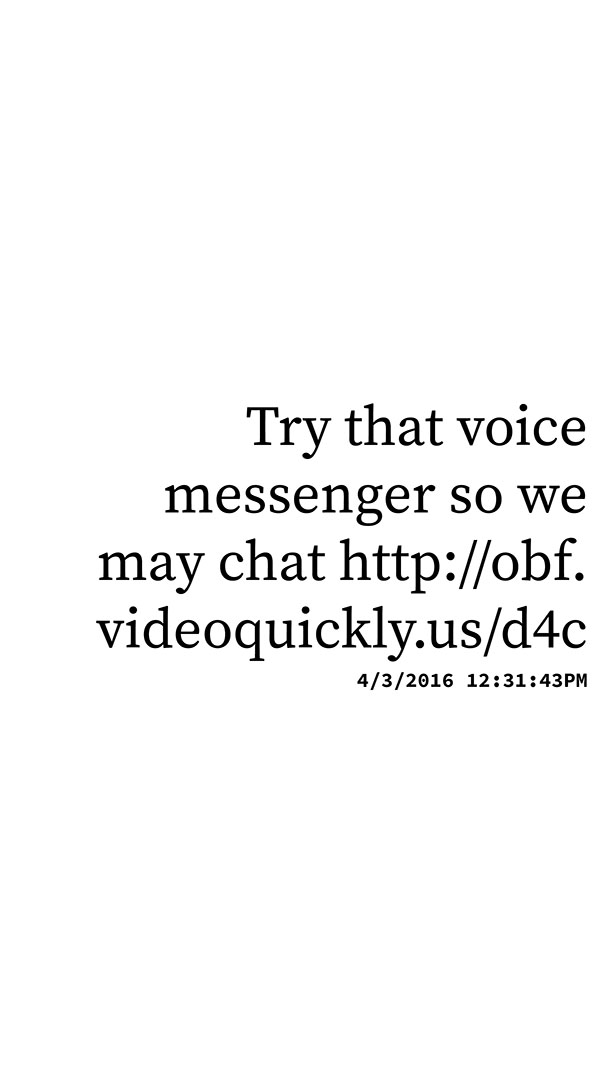 Try that voice
messenger so we
may chat http://obf.
videoquickly.us/d4c
4/3/2016 12:31:43PM